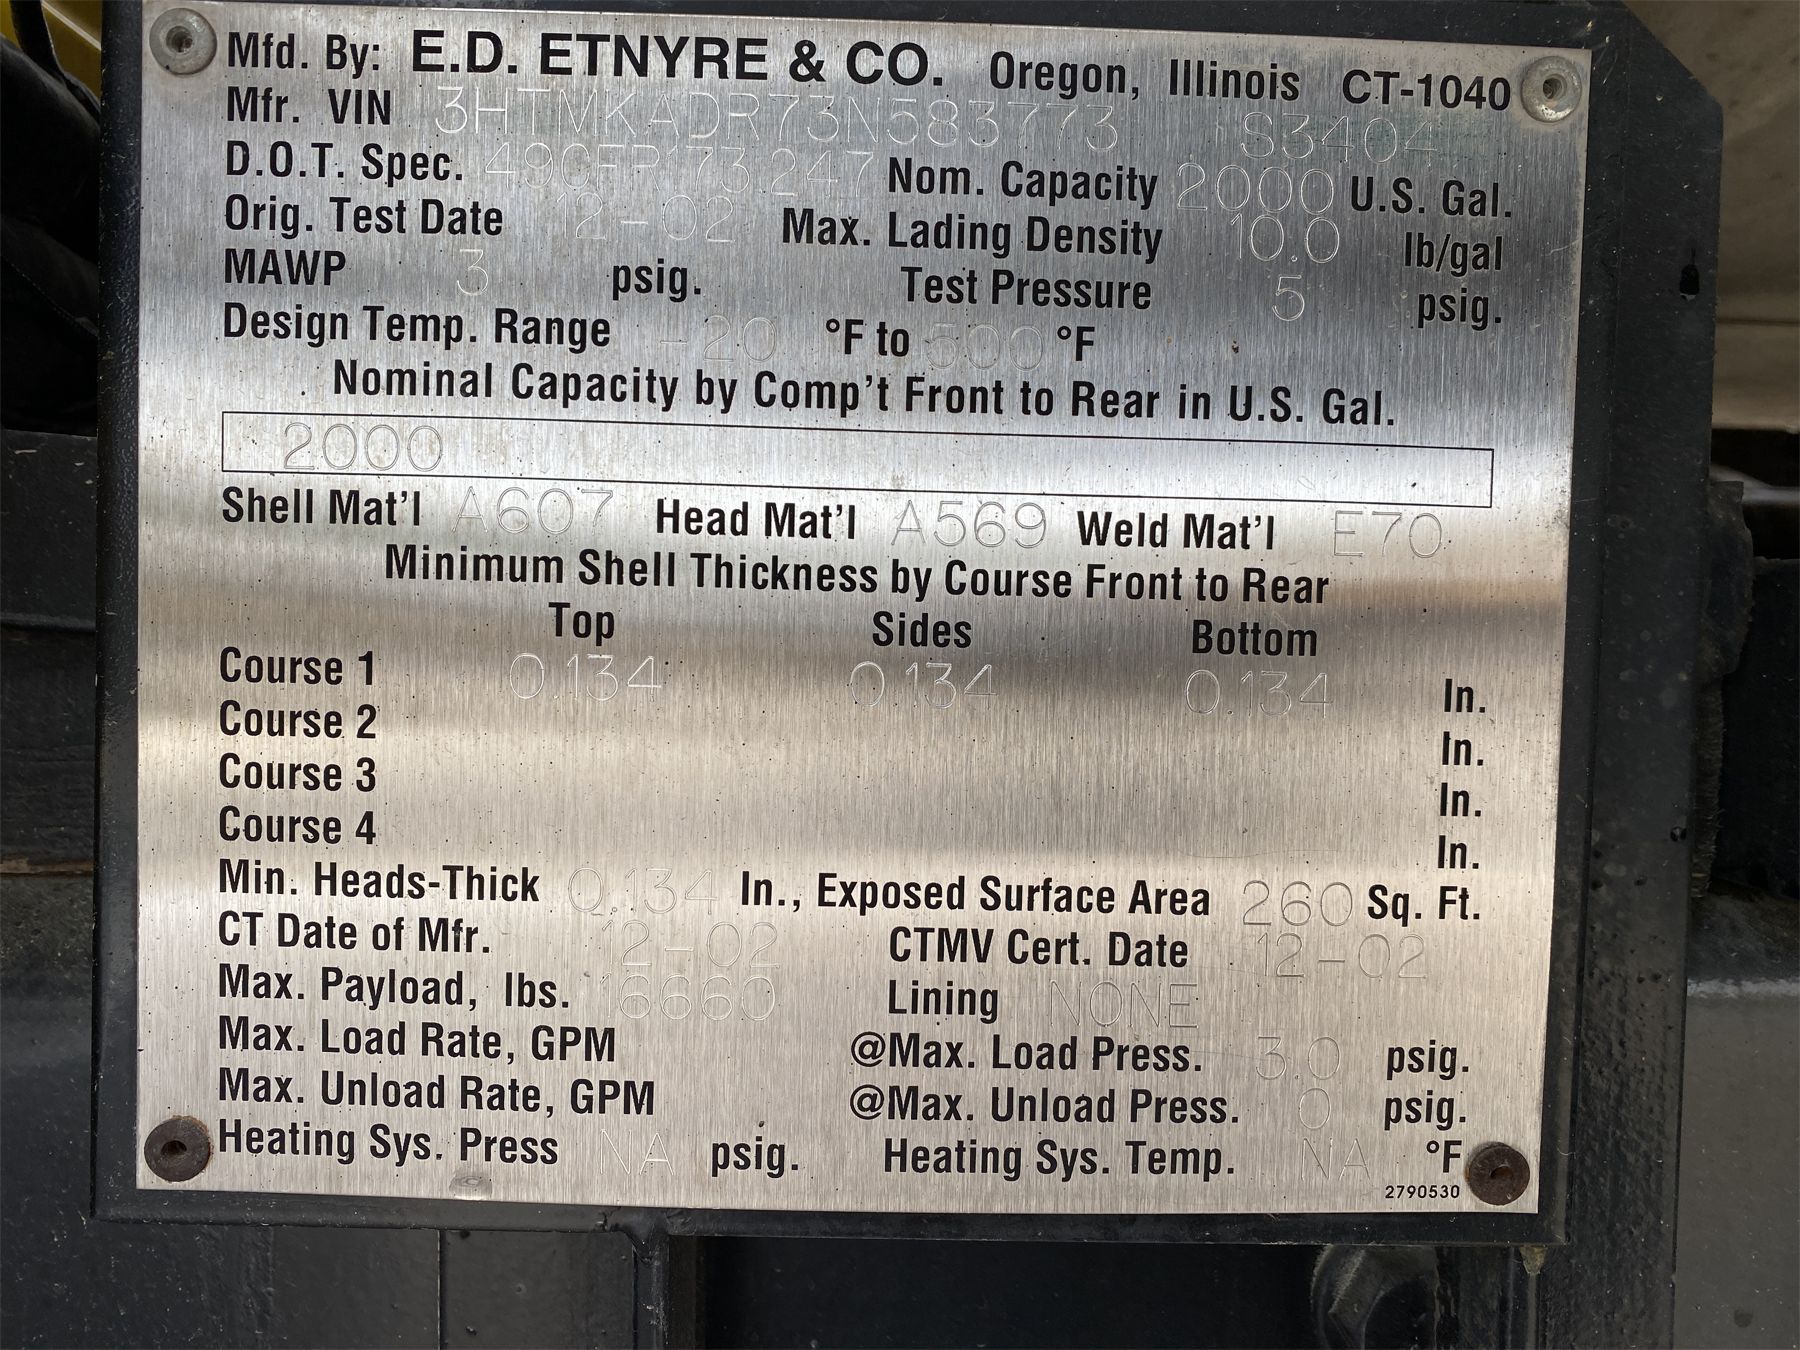 Mfd. By: E.D. ETNYRE & CO. Oregon, Illinois CT-1040
Mfr. VIN 3HTMKADR73N583773 S3404
D.O.T. Spec. 49CFR173.247 Nom. Capacity 2000 U.S. Gal.
Orig. Test Date 12-02 Max. Lading Density 10.0 lb/gal
MAWP 3 psig. Test Pressure 5 psig.
Design Temp. Range -20 °F to 500 °F
Nominal Capacity by Comp't Front to Rear in U.S. Gal.
2000
Shell Mat'l A607 Head Mat'l A569 Weld Mat'l E70
Minimum Shell Thickness by Course Front to Rear
Top Sides Bottom
Course 1 0.134 0.134 0.134 In.
Course 2 In.
Course 3 In.
Course 4 In.
Min. Heads-Thick 0.134 In., Exposed Surface Area 260 Sq. Ft.
CT Date of Mfr. 12-02 CTMV Cert. Date 12-02
Max. Payload, lbs. 16660 Lining NONE
Max. Load Rate, GPM @Max. Load Press. 3.0 psig.
Max. Unload Rate, GPM @Max. Unload Press. 0 psig.
Heating Sys. Press NA psig. Heating Sys. Temp. NA °F
2790530